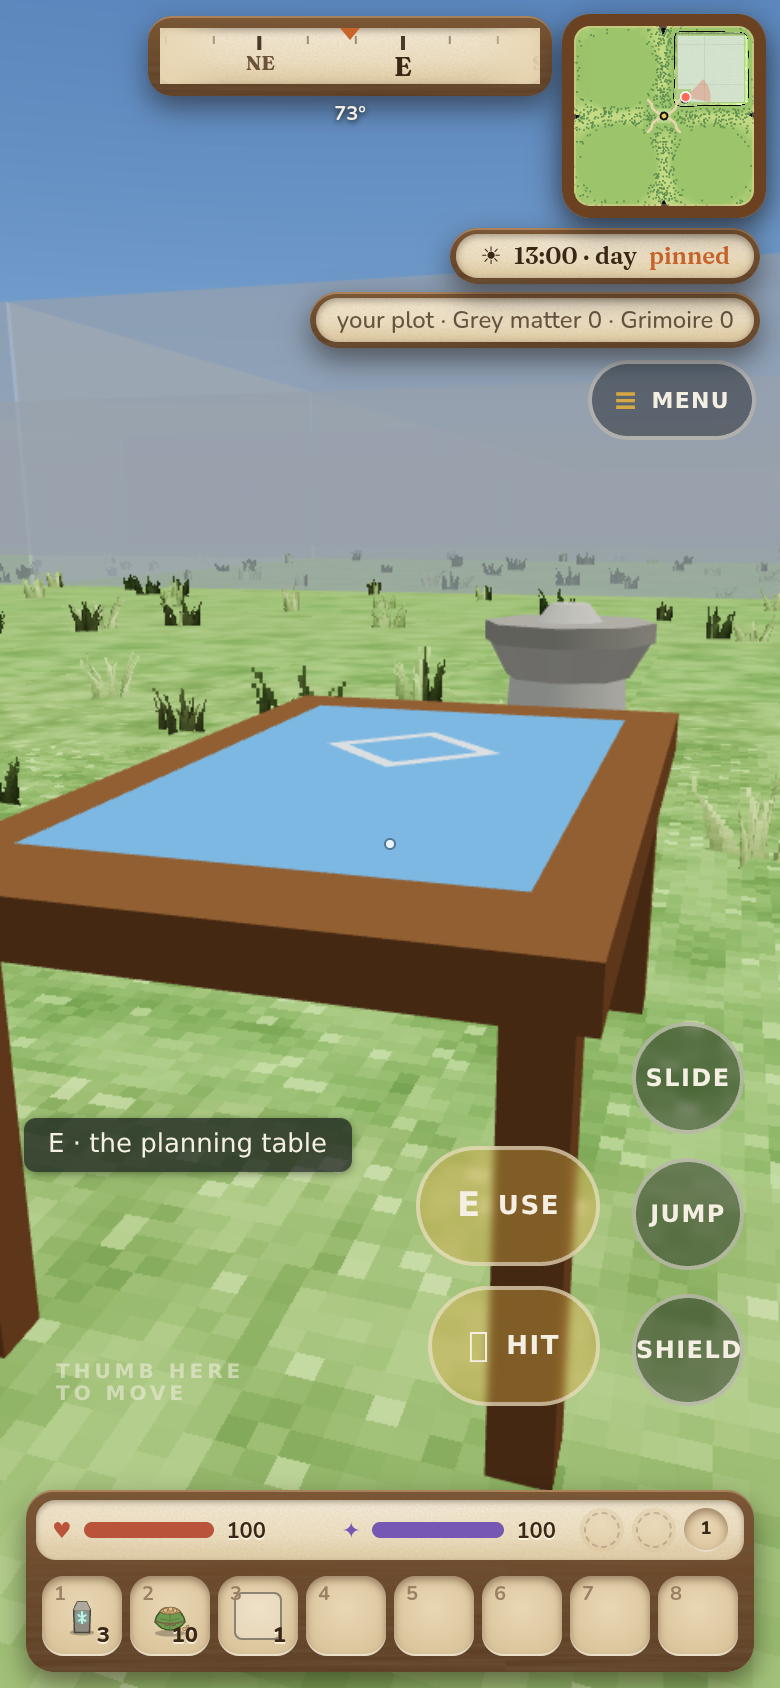 NE
E
73°
13:00 · day pinned
your plot · Grey matter 0 · Grimoire 0
MENU
SLIDE
E · the planning table
E USE
JUMP
HIT
SHIELD
THUMB HERE
TO MOVE
100
100
1
1
3
2
10
3
1
4
5
6
7
8